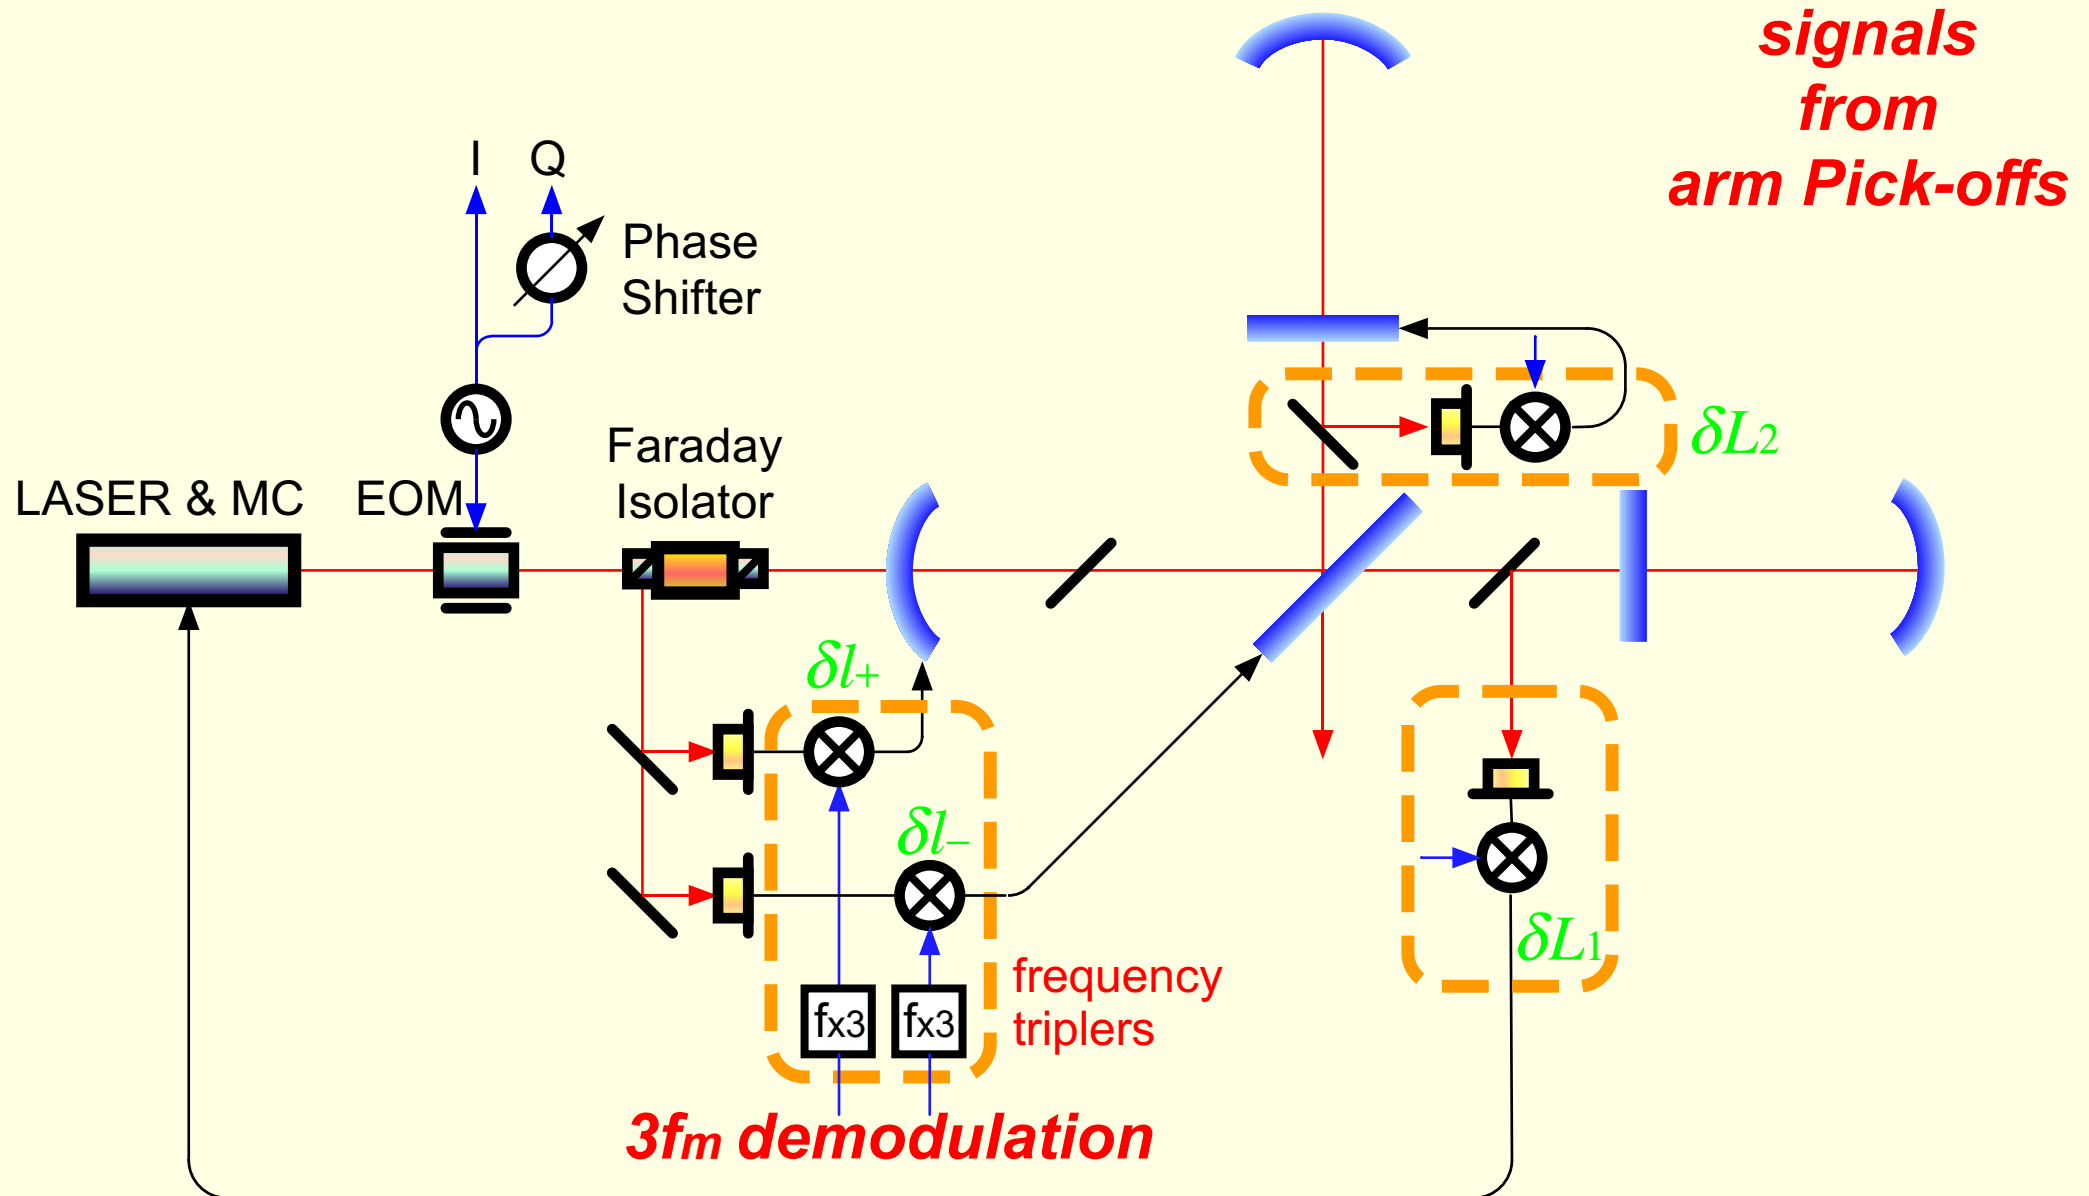 signals
from
arm Pick-offs
I Q
Phase
Shifter
Faraday
Isolator
LASER & MC
EOM
δL2
δl+
δl−
δL1
frequency
triplers
fx3 fx3
3fm demodulation